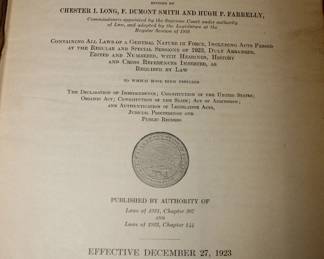 EDITED BY
CHESTER I. LONG, F. DUMONT SMITH AND HUGH P. FARRELLY,
Commissioners appointed by the Supreme Court under authority
of Law, and adopted by the Legislature at the
Regular Session of 1923
CONTAINING ALL LAWS OF A GENERAL NATURE IN FORCE, INCLUDING ACTS PASSED
AT THE REGULAR AND SPECIAL SESSIONS OF 1923, DULY ARRANGED,
EDITED AND NUMBERED, WITH HEADINGS, HISTORY
AND CROSS REFERENCES INSERTED, AS
REQUIRED BY LAW
TO WHICH HAVE BEEN PREFIXED
THE DECLARATION OF INDEPENDENCE; CONSTITUTION OF THE UNITED STATES;
ORGANIC ACT; CONSTITUTION OF THE STATE; ACT OF ADMISSION;
AND AUTHENTICATION OF LEGISLATIVE ACTS,
JUDICIAL PROCEEDINGS AND
PUBLIC RECORDS
PUBLISHED BY AUTHORITY OF
Laws of 1921, Chapter 207
AND
Laws of 1923, Chapter 144
EFFECTIVE DECEMBER 27, 1923